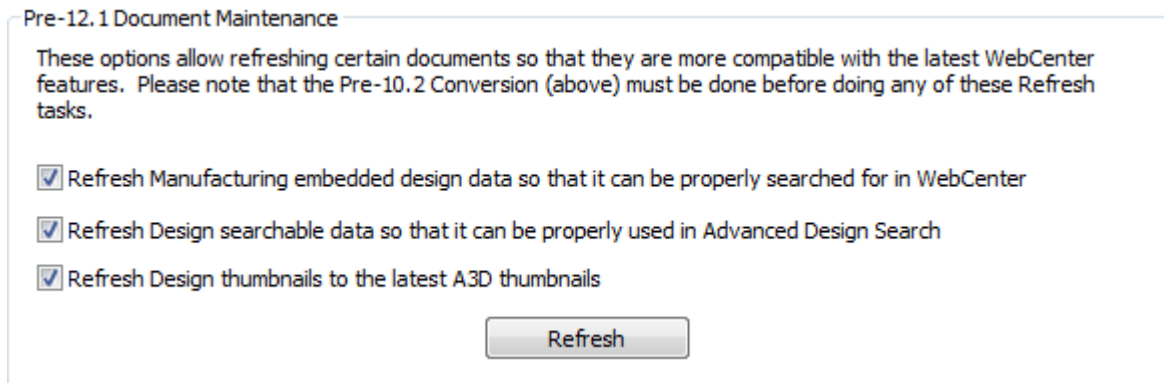 Pre-12.1 Document Maintenance
These options allow refreshing certain documents so that they are more compatible with the latest WebCenter
features.  Please note that the Pre-10.2 Conversion (above) must be done before doing any of these Refresh
tasks.
Refresh Manufacturing embedded design data so that it can be properly searched for in WebCenter
Refresh Design searchable data so that it can be properly used in Advanced Design Search
Refresh Design thumbnails to the latest A3D thumbnails
Refresh